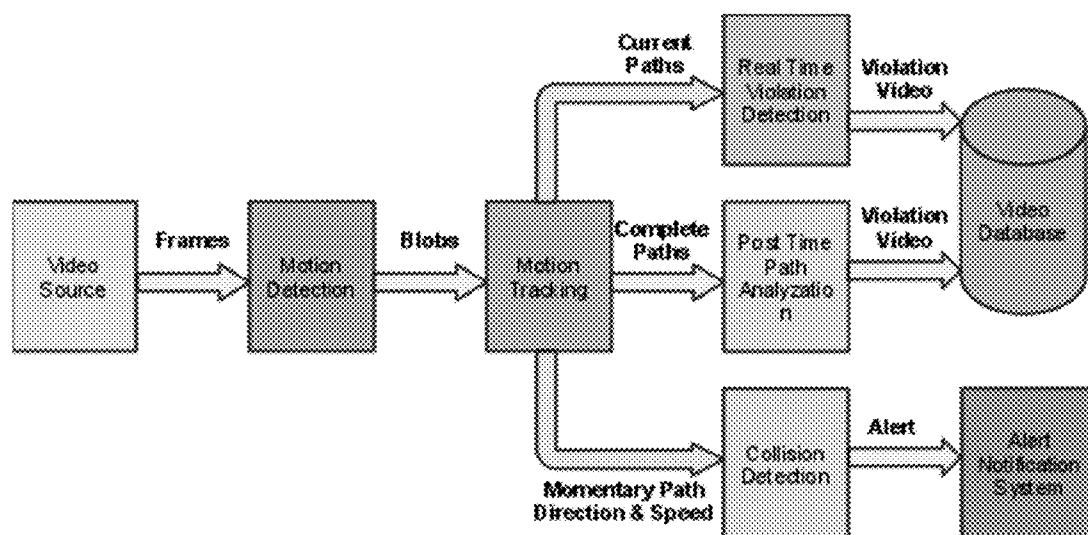 Current
Paths
Real Time
Violation
Detection
Violation
Video
Video
Source
Frames
Motion
Detection
Blobs
Motion
Tracking
Complete
Paths
Post Time
Path
Analyzatio
n
Violation
Video
Video
Database
Momentary Path
Direction & Speed
Collision
Detection
Alert
Alert
Notification
System